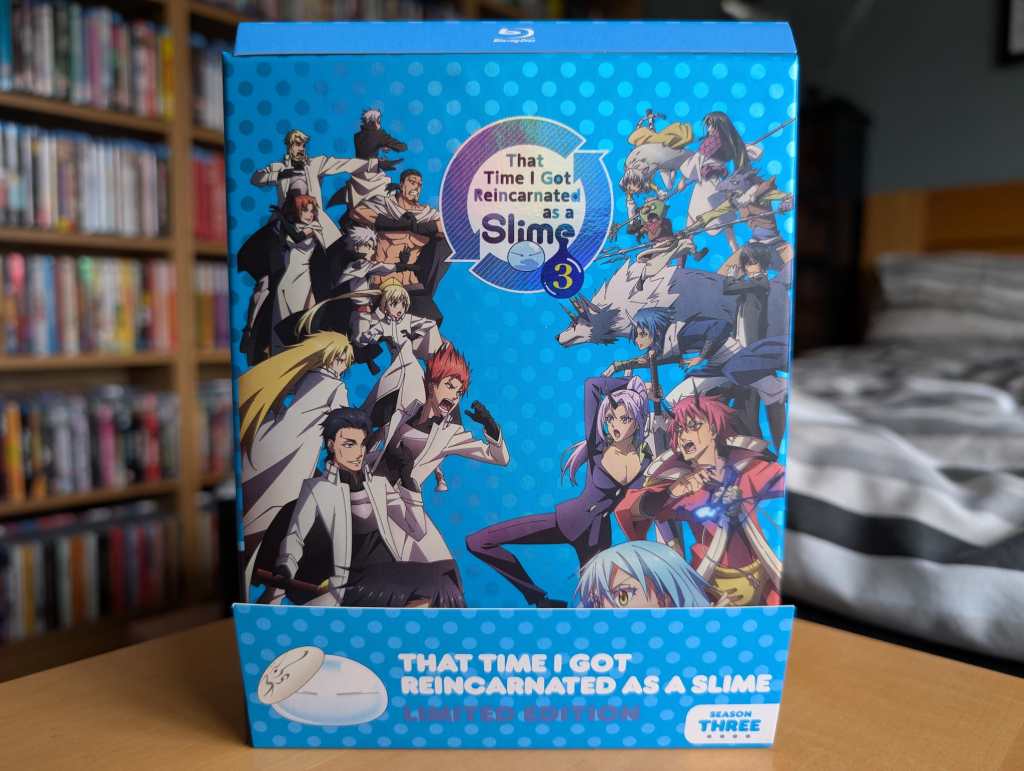 Blu-ray Disc
That
Time I Got
Reincarnated
as a
Slime
3
THAT TIME I GOT
REINCARNATED AS A SLIME
LIMITED EDITION
SEASON
THREE